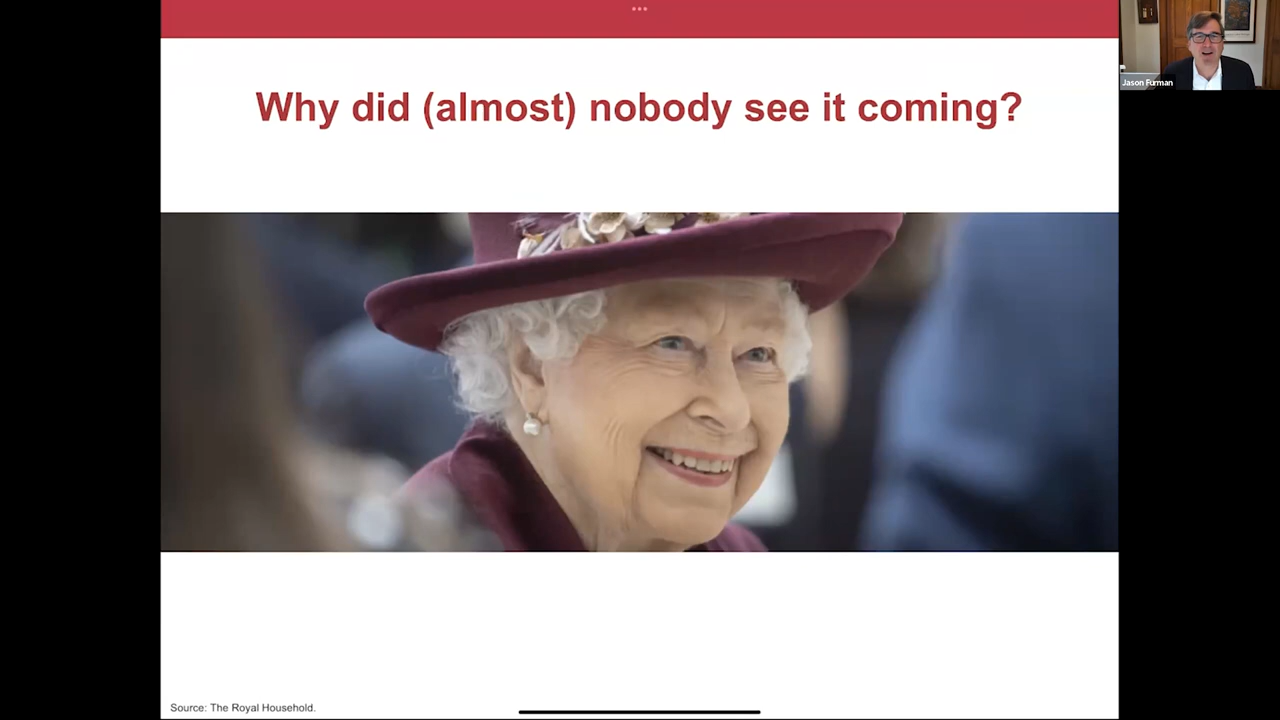 Why did (almost) nobody see it coming?
Jason Furman
Source: The Royal Household.